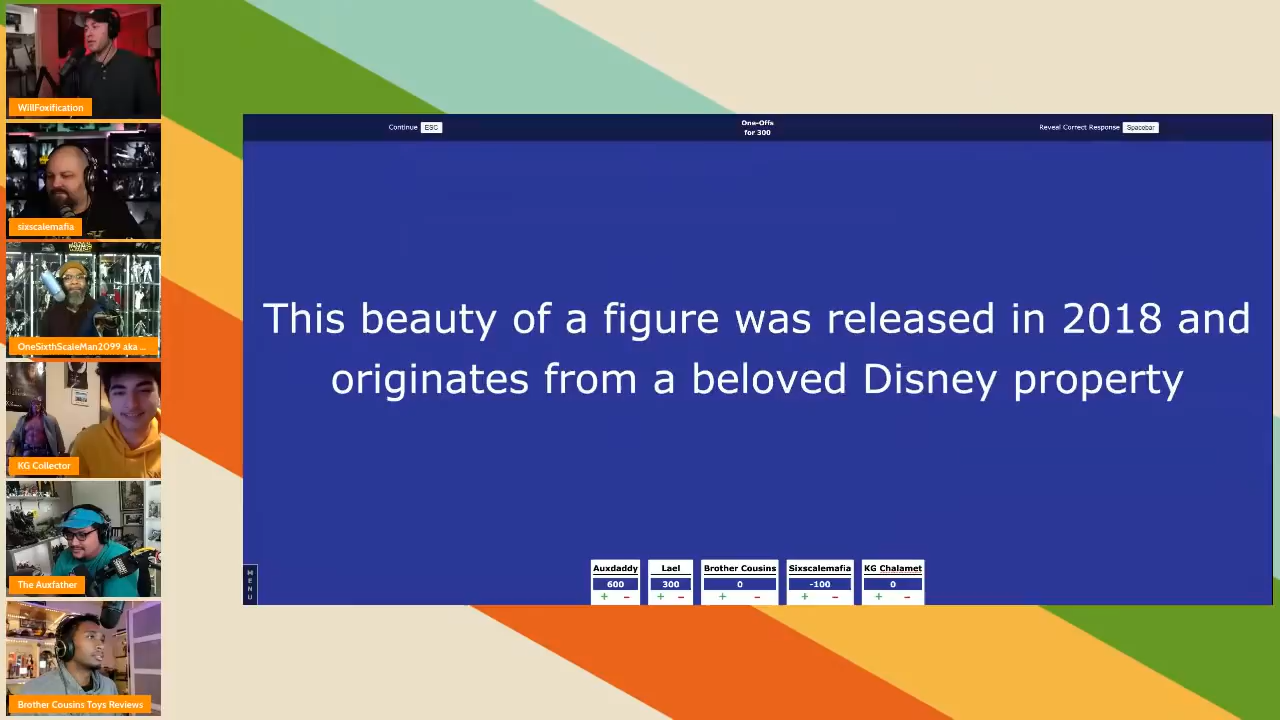 WillFoxification
sixscalemafia
OneSixthScaleMan2099 aka ...
KG Collector
The Auxfather
Brother Cousins Toys Reviews
Continue ESC
One-Offs
for 300
Reveal Correct Response Spacebar
This beauty of a figure was released in 2018 and
originates from a beloved Disney property
MENU
Auxdaddy Lael Brother Cousins Sixscalemafia KG Chalamet
600 300 0 -100 0
+ - + - + - + - + -